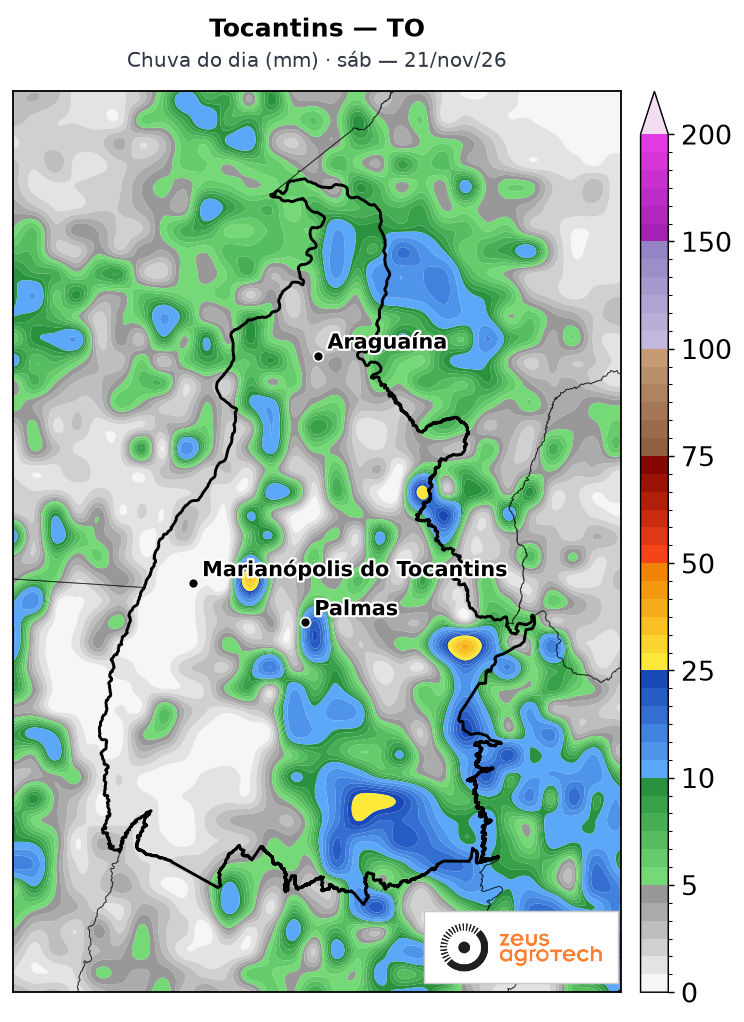 Tocantins — TO
Chuva do dia (mm) · sáb — 21/nov/26
200
150
100
75
50
25
10
5
0
Araguaína
Marianópolis do Tocantins
Palmas
zeus
agrotech